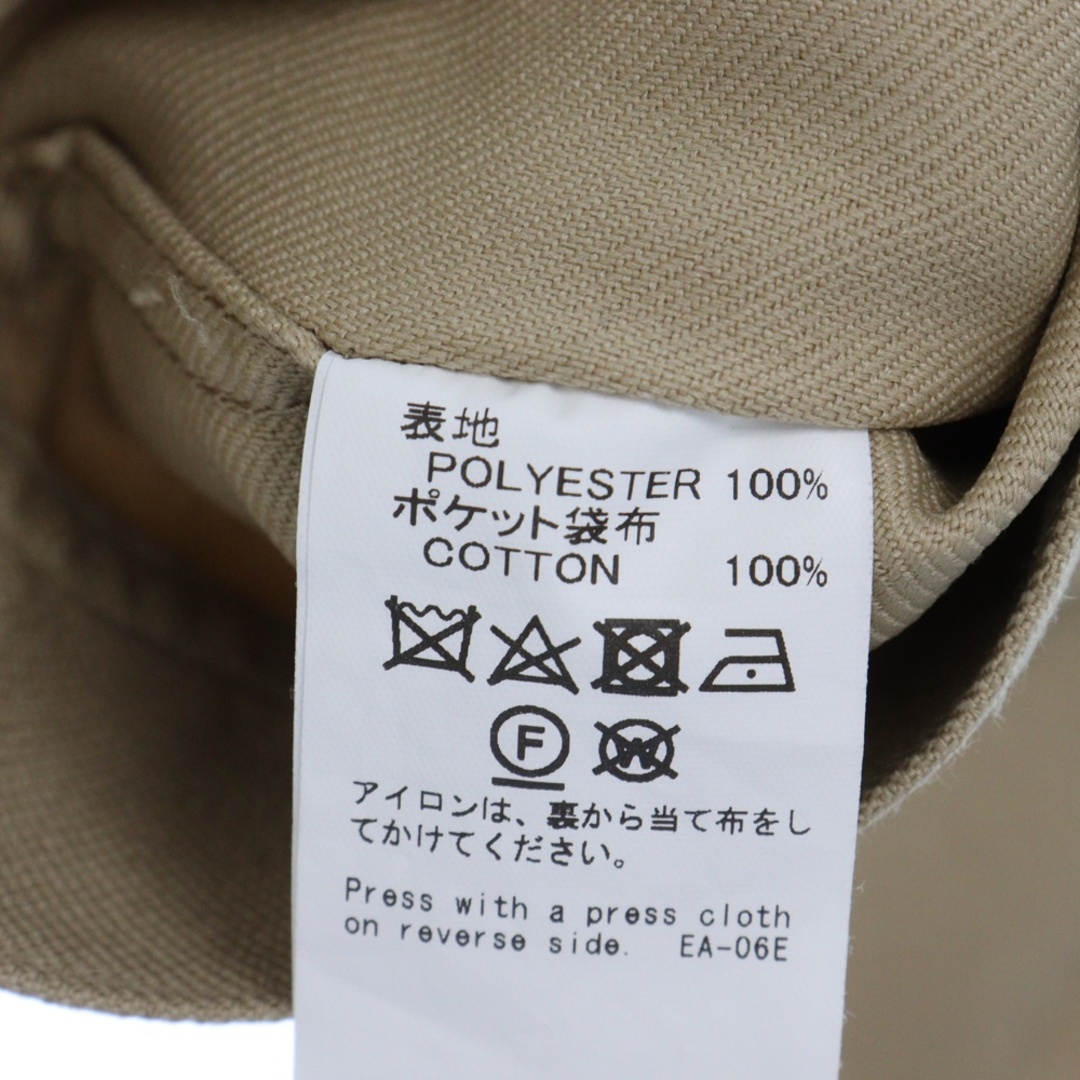 表地
POLYESTER 100%
ポケット袋布
COTTON 100%
F
W
アイロンは、裏から当て布をし
てかけてください。
Press with a press cloth
on reverse side. EA-06E